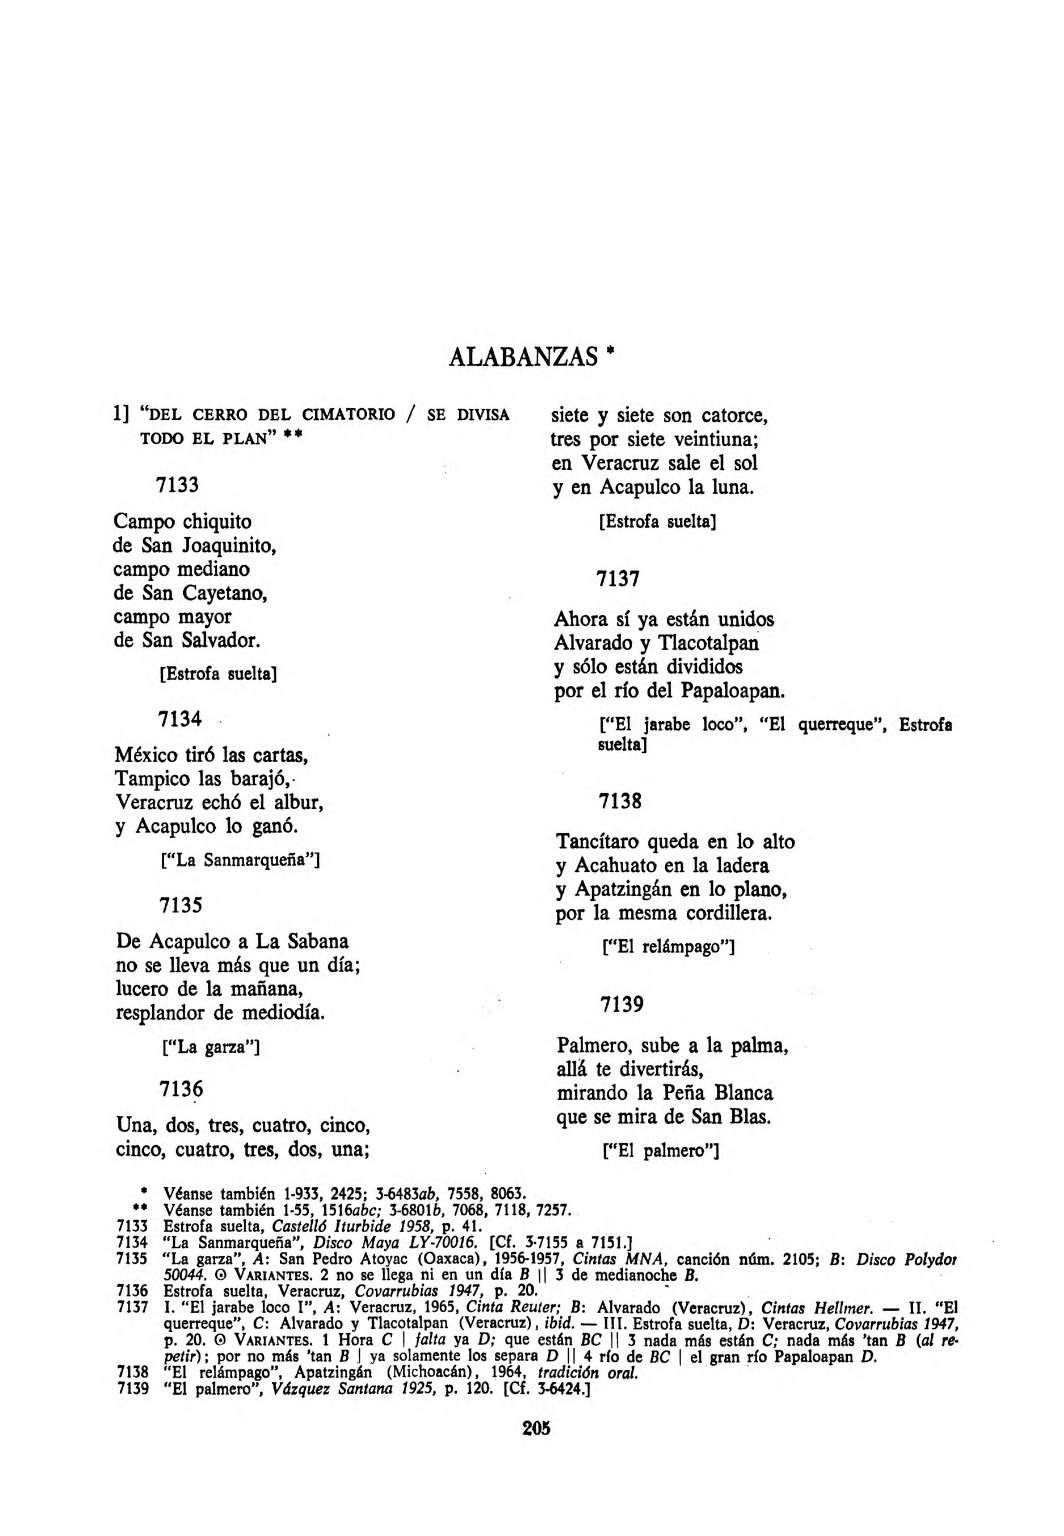 ALABANZAS *
1] “DEL CERRO DEL CIMATORIO / SE DIVISA
TODO EL PLAN” **
7133
Campo chiquito
de San Joaquinito,
campo mediano
de San Cayetano,
campo mayor
de San Salvador.
[Estrofa suelta]
7134
México tiró las cartas,
Tampico las barajó,
Veracruz echó el albur,
y Acapulco lo ganó.
[“La Sanmarqueña”]
7135
De Acapulco a La Sabana
no se lleva más que un día;
lucero de la mañana,
resplandor de mediodía.
[“La garza”]
7136
Una, dos, tres, cuatro, cinco,
cinco, cuatro, tres, dos, una;
siete y siete son catorce,
tres por siete veintiuna;
en Veracruz sale el sol
y en Acapulco la luna.
[Estrofa suelta]
7137
Ahora sí ya están unidos
Alvarado y Tlacotalpan
y sólo están divididos
por el río del Papaloapan.
[“El jarabe loco”, “El querreque”, Estrofa
suelta]
7138
Tancítaro queda en lo alto
y Acahuato en la ladera
y Apatzingán en lo plano,
por la mesma cordillera.
[“El relámpago”]
7139
Palmero, sube a la palma,
allá te divertirás,
mirando la Peña Blanca
que se mira de San Blas.
[“El palmero”]
* Véanse también 1-933, 2425; 3-6483ab, 7558, 8063.
** Véanse también 1-55, 1516abc; 3-6801b, 7068, 7118, 7257.
7133 Estrofa suelta, Castelló Iturbide 1958, p. 41.
7134 “La Sanmarqueña”, Disco Maya LY-70016. [Cf. 3-7155 a 7151.]
7135 “La garza”, A: San Pedro Atoyac (Oaxaca), 1956-1957, Cintas MNA, canción núm. 2105; B: Disco Polydor
50044. ⊙ VARIANTES. 2 no se llega ni en un día B || 3 de medianoche B.
7136 Estrofa suelta, Veracruz, Covarrubias 1947, p. 20.
7137 I. “El jarabe loco I”, A: Veracruz, 1965, Cinta Reuter; B: Alvarado (Veracruz), Cintas Hellmer. — II. “El
querreque”, C: Alvarado y Tlacotalpan (Veracruz), ibid. — III. Estrofa suelta, D: Veracruz, Covarrubias 1947,
p. 20. ⊙ VARIANTES. 1 Hora C | falta ya D; que están BC || 3 nada más están C; nada más ’tan B (al re-
petir); por no más ’tan B | ya solamente los separa D || 4 río de BC | el gran río Papaloapan D.
7138 “El relámpago”, Apatzingán (Michoacán), 1964, tradición oral.
7139 “El palmero”, Vázquez Santana 1925, p. 120. [Cf. 3-6424.]
205